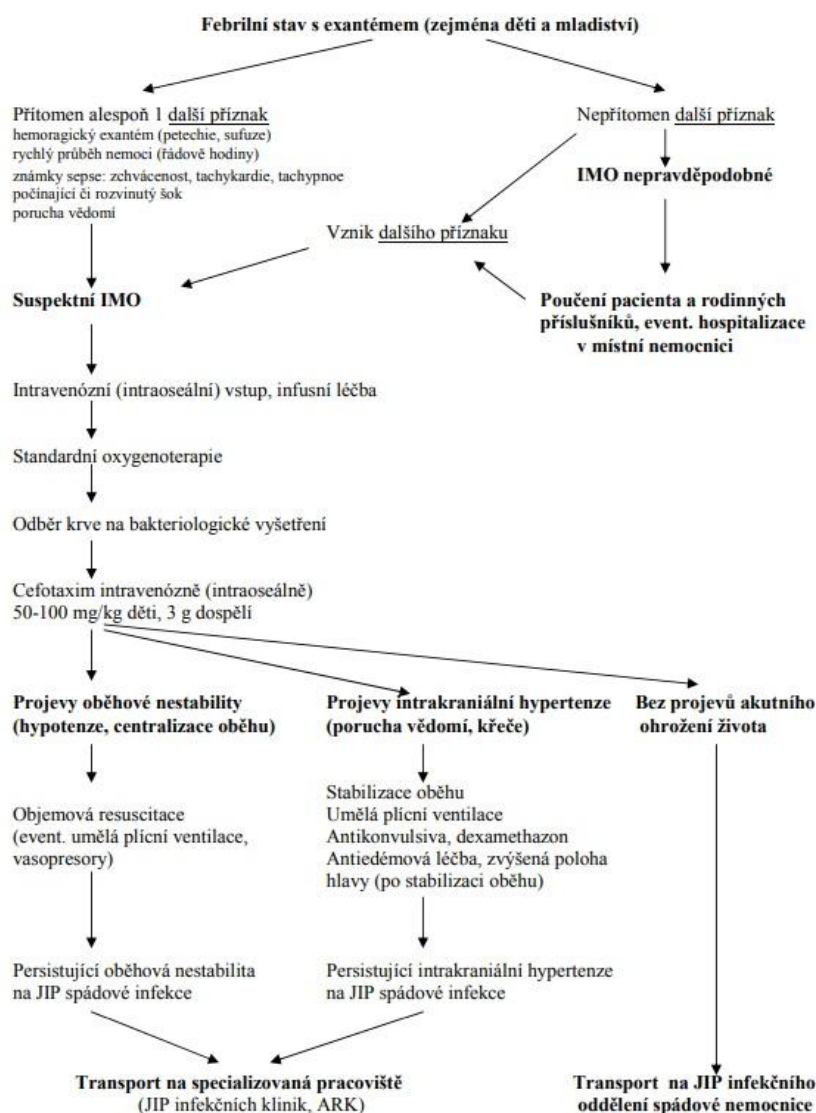 Febrilní stav s exantémem (zejména děti a mladiství)
Přítomen alespoň 1 další příznak
hemoragický exantém (petechie, sufuze)
rychlý průběh nemoci (řádově hodiny)
známky sepse: zchvácenost, tachykardie, tachypnoe
počínající či rozvinutý šok
porucha vědomí
Nepřítomen další příznak
IMO nepravděpodobné
Vznik dalšího příznaku
Suspektní IMO
Poučení pacienta a rodinných
příslušníků, event. hospitalizace
v místní nemocnici
Intravenózní (intraoseální) vstup, infusní léčba
Standardní oxygenoterapie
Odběr krve na bakteriologické vyšetření
Cefotaxim intravenózně (intraoseálně)
50-100 mg/kg děti, 3 g dospělí
Projevy oběhové nestability
(hypotenze, centralizace oběhu)
Projevy intrakraniální hypertenze
(porucha vědomí, křeče)
Bez projevů akutního
ohrožení života
Objemová resuscitace
(event. umělá plícní ventilace,
vasopresory)
Stabilizace oběhu
Umělá plícní ventilace
Antikonvulsiva, dexamethazon
Antiedémová léčba, zvýšená poloha
hlavy (po stabilizaci oběhu)
Persistující oběhová nestabilita
na JIP spádové infekce
Persistující intrakraniální hypertenze
na JIP spádové infekce
Transport na specializovaná pracoviště
(JIP infekčních klinik, ARK)
Transport na JIP infekčního
oddělení spádové nemocnice